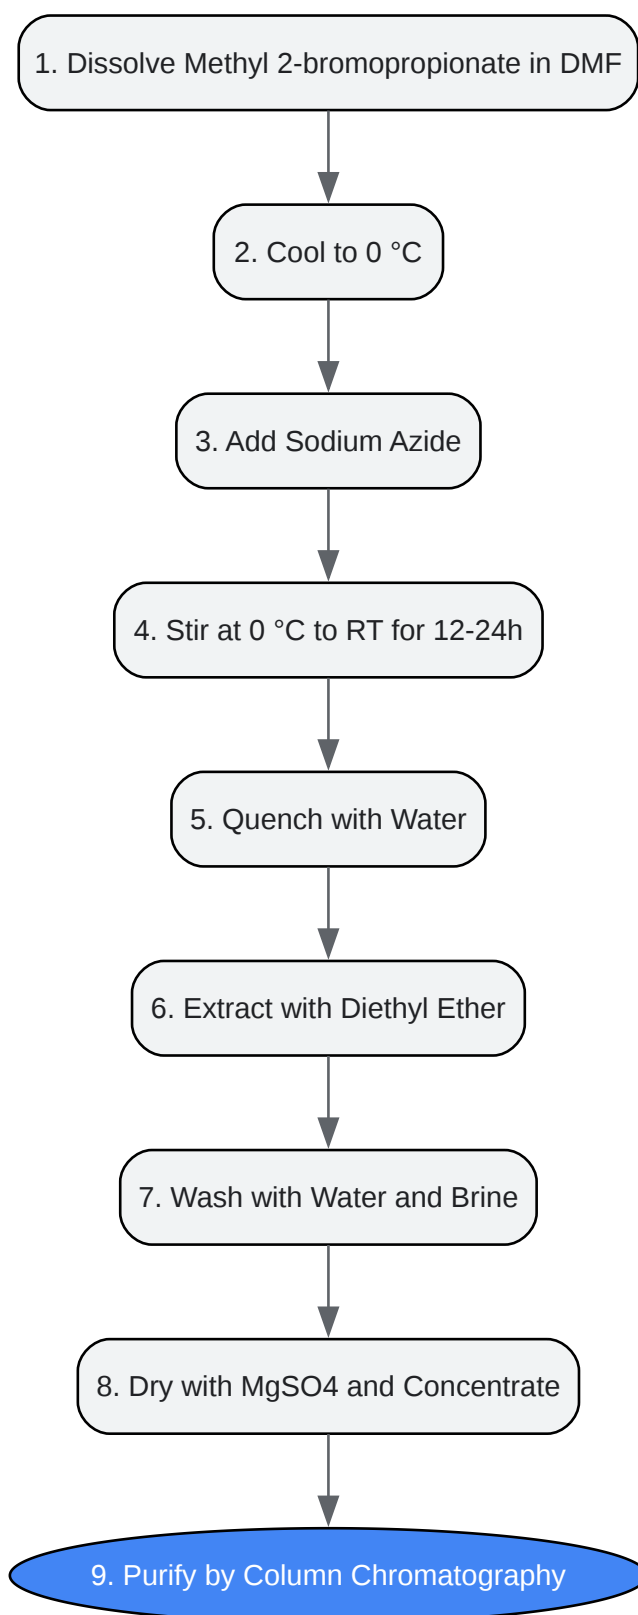 1. Dissolve Methyl 2-bromopropionate in DMF
2. Cool to 0 °C
3. Add Sodium Azide
4. Stir at 0 °C to RT for 12-24h
5. Quench with Water
6. Extract with Diethyl Ether
7. Wash with Water and Brine
8. Dry with MgSO4 and Concentrate
9. Purify by Column Chromatography